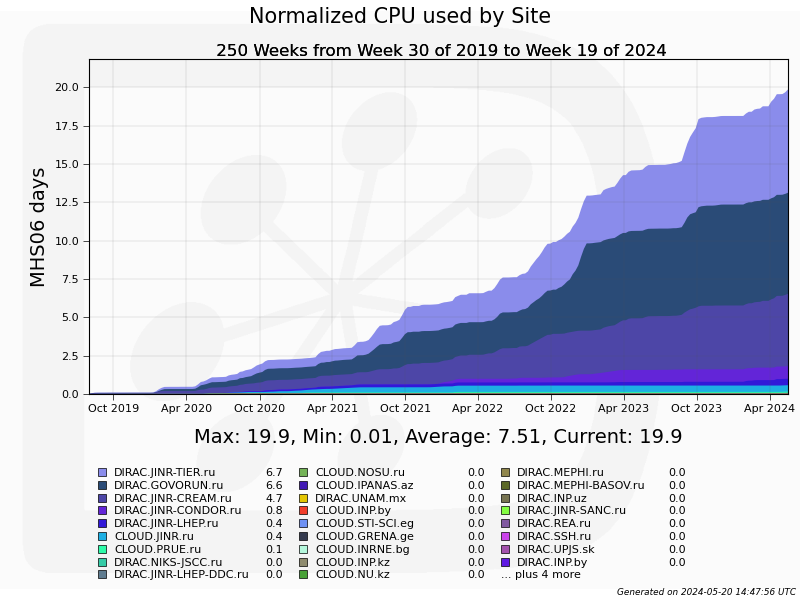 Normalized CPU used by Site
250 Weeks from Week 30 of 2019 to Week 19 of 2024
MHS06 days
20.0
17.5
15.0
12.5
10.0
7.5
5.0
2.5
0.0
Oct 2019 Apr 2020 Oct 2020 Apr 2021 Oct 2021 Apr 2022 Oct 2022 Apr 2023 Oct 2023 Apr 2024
Max: 19.9, Min: 0.01, Average: 7.51, Current: 19.9
DIRAC.JINR-TIER.ru 6.7 CLOUD.NOSU.ru 0.0 DIRAC.MEPHI.ru 0.0
DIRAC.GOVORUN.ru 6.6 CLOUD.IPANAS.az 0.0 DIRAC.MEPHI-BASOV.ru 0.0
DIRAC.JINR-CREAM.ru 4.7 DIRAC.UNAM.mx 0.0 DIRAC.INP.uz 0.0
DIRAC.JINR-CONDOR.ru 0.8 CLOUD.INP.by 0.0 DIRAC.JINR-SANC.ru 0.0
DIRAC.JINR-LHEP.ru 0.4 CLOUD.STI-SCI.eg 0.0 DIRAC.REA.ru 0.0
CLOUD.JINR.ru 0.4 CLOUD.GRENA.ge 0.0 DIRAC.SSH.ru 0.0
CLOUD.PRUE.ru 0.1 CLOUD.INRNE.bg 0.0 DIRAC.UPJS.sk 0.0
DIRAC.NIKS-JSCC.ru 0.0 CLOUD.INP.kz 0.0 DIRAC.INP.by 0.0
DIRAC.JINR-LHEP-DDC.ru 0.0 CLOUD.NU.kz 0.0 ... plus 4 more
Generated on 2024-05-20 14:47:56 UTC